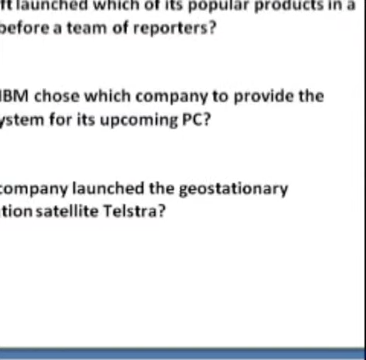 ft launched which of its popular products in a
before a team of reporters?
IBM chose which company to provide the
ystem for its upcoming PC?
company launched the geostationary
tion satellite Telstra?